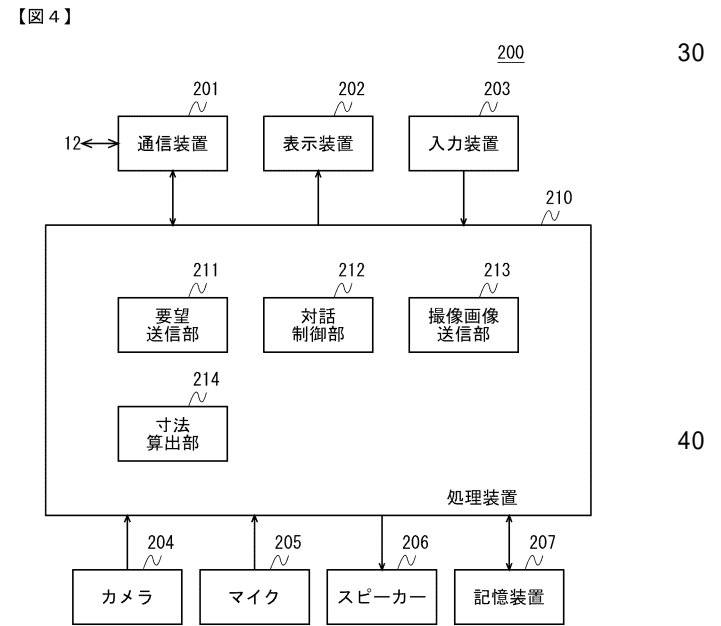 【図４】
200
30
201
202
203
12
通信装置
表示装置
入力装置
210
211
212
213
要望
送信部
対話
制御部
撮像画像
送信部
214
寸法
算出部
40
処理装置
204
205
206
207
カメラ
マイク
スピーカー
記憶装置